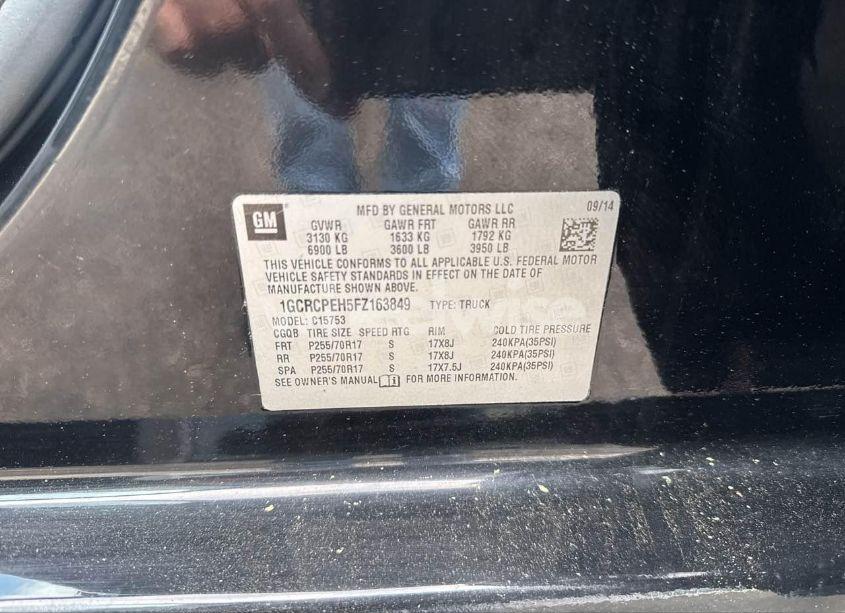 GM
MFD BY GENERAL MOTORS LLC 09/14
GVWR GAWR FRT GAWR RR
3130 KG 1633 KG 1792 KG
6900 LB 3600 LB 3950 LB
THIS VEHICLE CONFORMS TO ALL APPLICABLE U.S. FEDERAL MOTOR
VEHICLE SAFETY STANDARDS IN EFFECT ON THE DATE OF
MANUFACTURE SHOWN ABOVE.
1GCRCPEH5FZ163849 TYPE: TRUCK
MODEL: C15753
CGQB TIRE SIZE SPEED RTG RIM COLD TIRE PRESSURE
FRT P255/70R17 S 17X8J 240KPA(35PSI)
RR P255/70R17 S 17X8J 240KPA(35PSI)
SPA P255/70R17 S 17X7.5J 240KPA(35PSI)
SEE OWNER'S MANUAL FOR MORE INFORMATION.